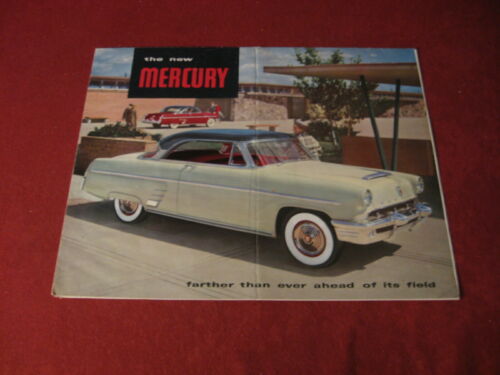 the new
MERCURY
farther than ever ahead of its field